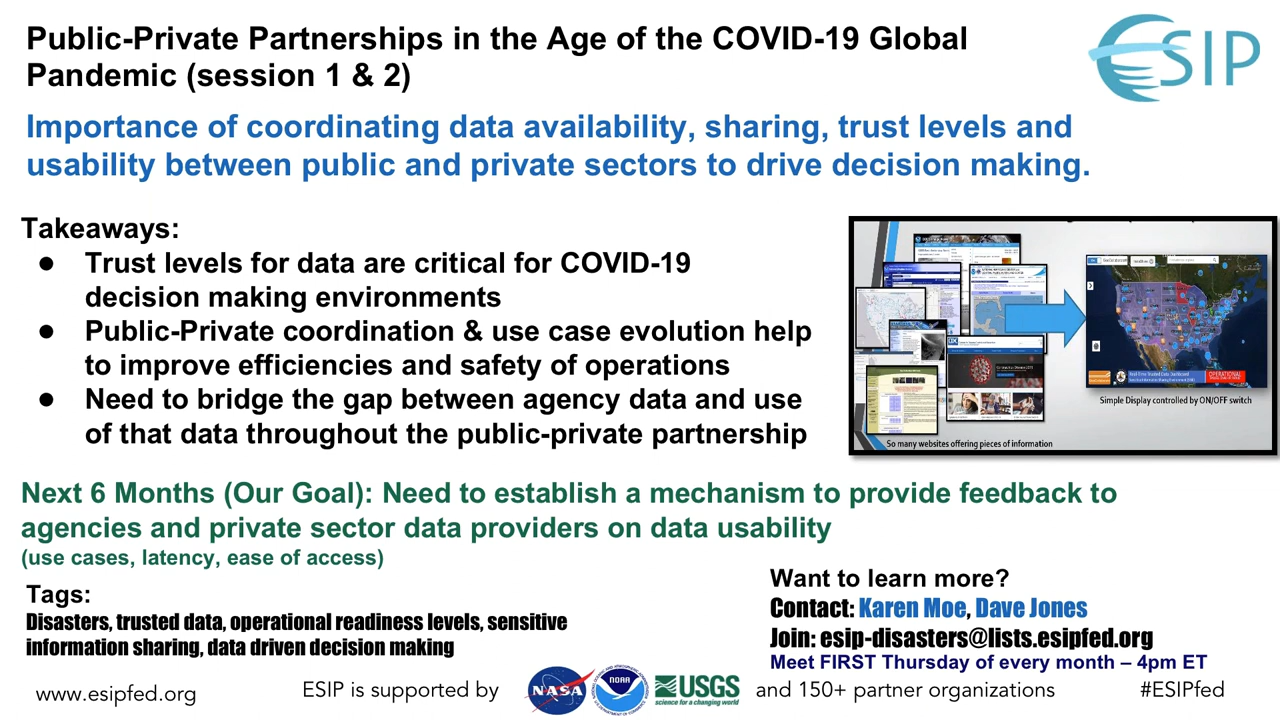 Public-Private Partnerships in the Age of the COVID-19 Global
Pandemic (session 1 & 2)
ESIP
Importance of coordinating data availability, sharing, trust levels and
usability between public and private sectors to drive decision making.
Takeaways:
● Trust levels for data are critical for COVID-19
decision making environments
● Public-Private coordination & use case evolution help
to improve efficiencies and safety of operations
● Need to bridge the gap between agency data and use
of that data throughout the public-private partnership
Simple Display controlled by ON/OFF switch
So many websites offering pieces of information
Next 6 Months (Our Goal): Need to establish a mechanism to provide feedback to
agencies and private sector data providers on data usability
(use cases, latency, ease of access)
Tags:
Disasters, trusted data, operational readiness levels, sensitive
information sharing, data driven decision making
Want to learn more?
Contact: Karen Moe, Dave Jones
Join: esip-disasters@lists.esipfed.org
Meet FIRST Thursday of every month – 4pm ET
www.esipfed.org
ESIP is supported by
NASA
NOAA
USGS
science for a changing world
and 150+ partner organizations
#ESIPfed